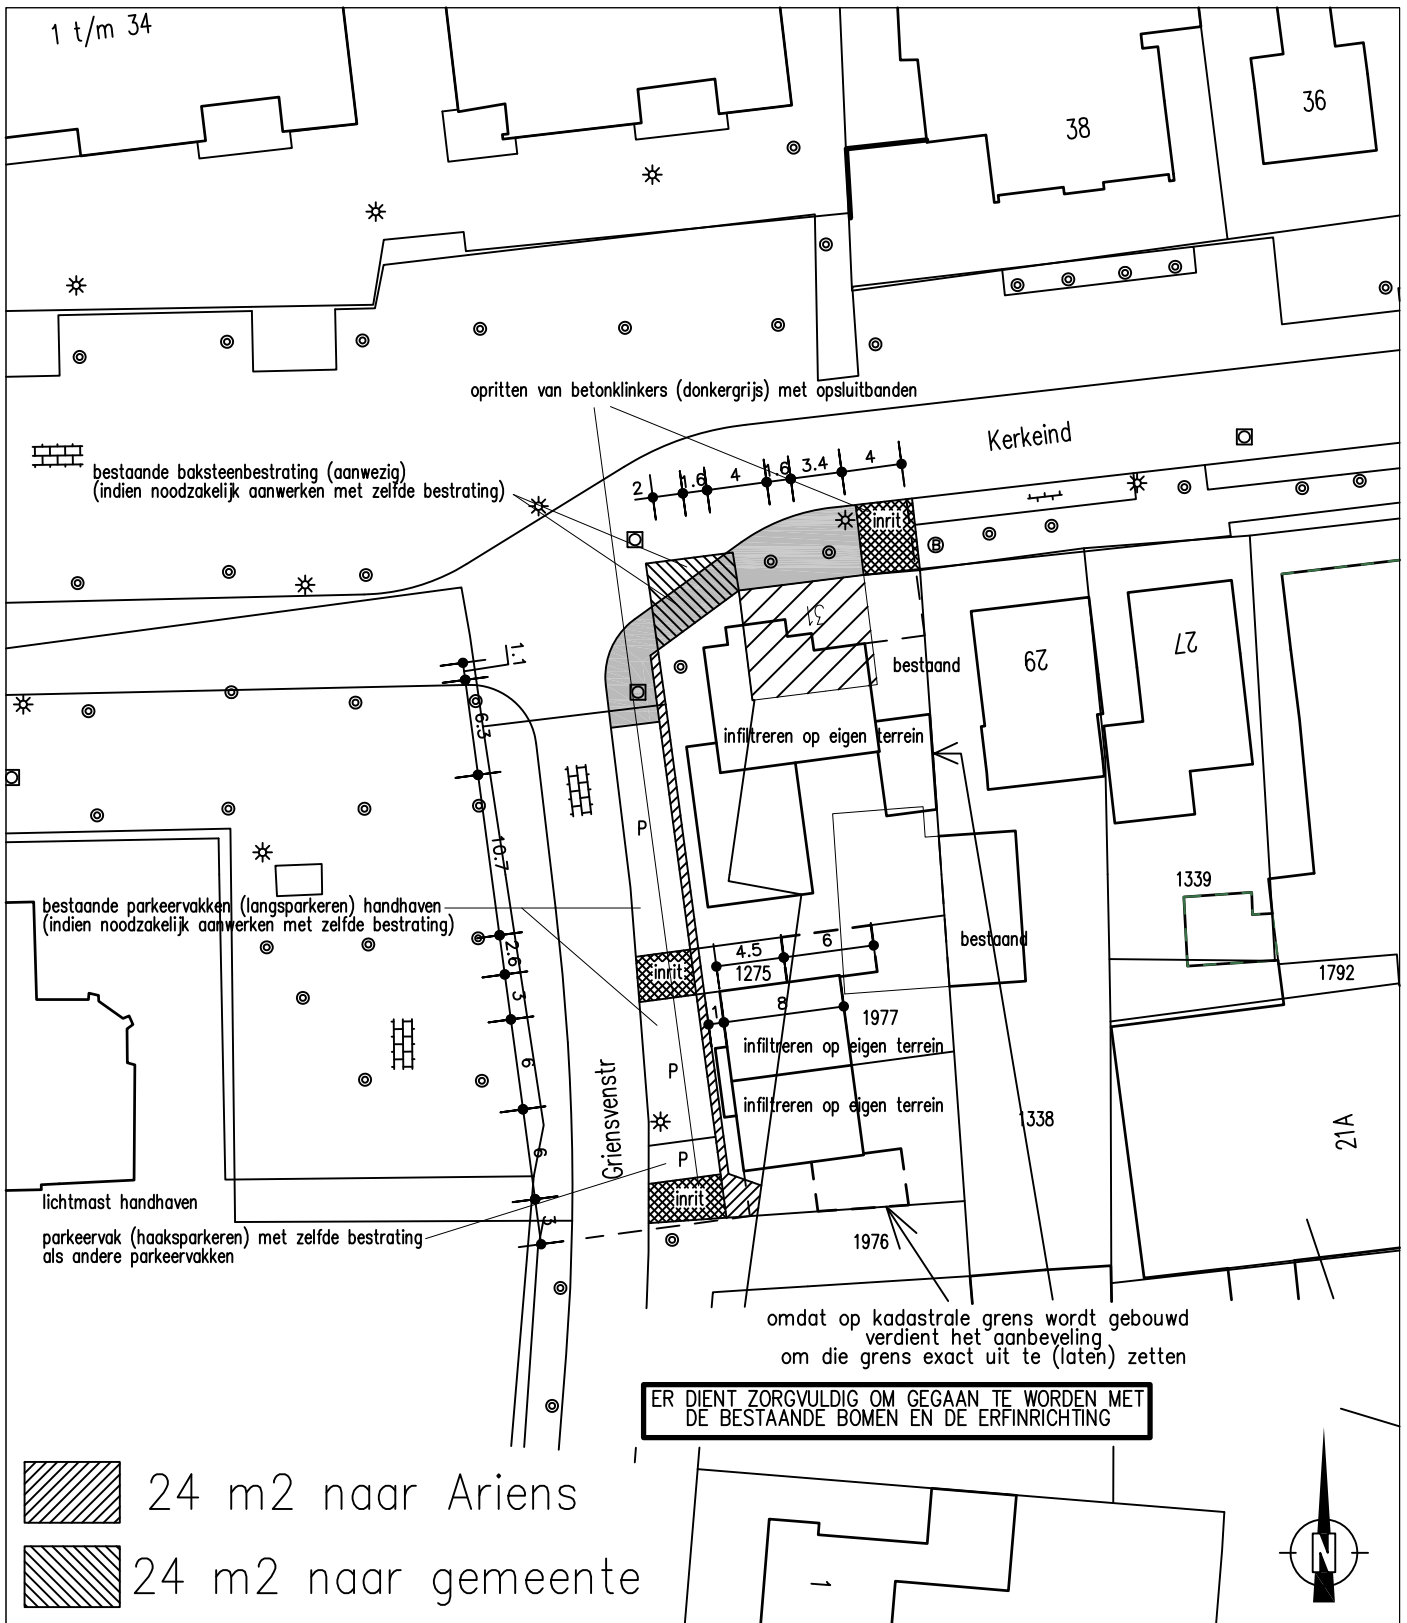 1 t/m 34
36
38
opritten van betonklinkers (donkergrijs) met opsluitbanden
Kerkeind
bestaande baksteenbestrating (aanwezig)
(indien noodzakelijk aanwerken met zelfde bestrating)
2
1.6
4
1.6
3.4
4
inrit
B
31
bestaand
29
27
1.1
6.3
infiltreren op eigen terrein
P
10.7
bestaande parkeervakken (langsparkeren) handhaven
(indien noodzakelijk aanwerken met zelfde bestrating)
1339
bestaand
2.6
inrit
4.5
6
1275
1792
3
1
8
1977
infiltreren op eigen terrein
6
P
Griensvenstr
infiltreren op eigen terrein
1338
21A
6
P
inrit
lichtmast handhaven
3
parkeervak (haaksparkeren) met zelfde bestrating
als andere parkeervakken
1976
omdat op kadastrale grens wordt gebouwd
verdient het aanbeveling
om die grens exact uit te (laten) zetten
ER DIENT ZORGVULDIG OM GEGAAN TE WORDEN MET
DE BESTAANDE BOMEN EN DE ERFINRICHTING
24 m2 naar Ariens
24 m2 naar gemeente
1
N